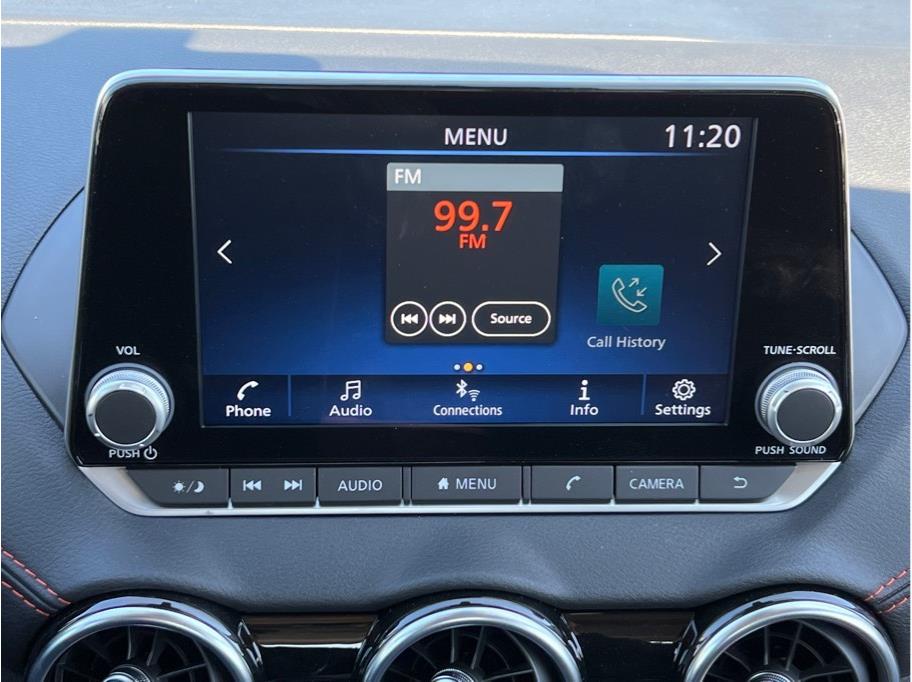 MENU 11:20
FM
99.7
FM
Source
Call History
VOL
TUNE·SCROLL
Phone Audio Connections Info Settings
PUSH
PUSH SOUND
AUDIO MENU CAMERA